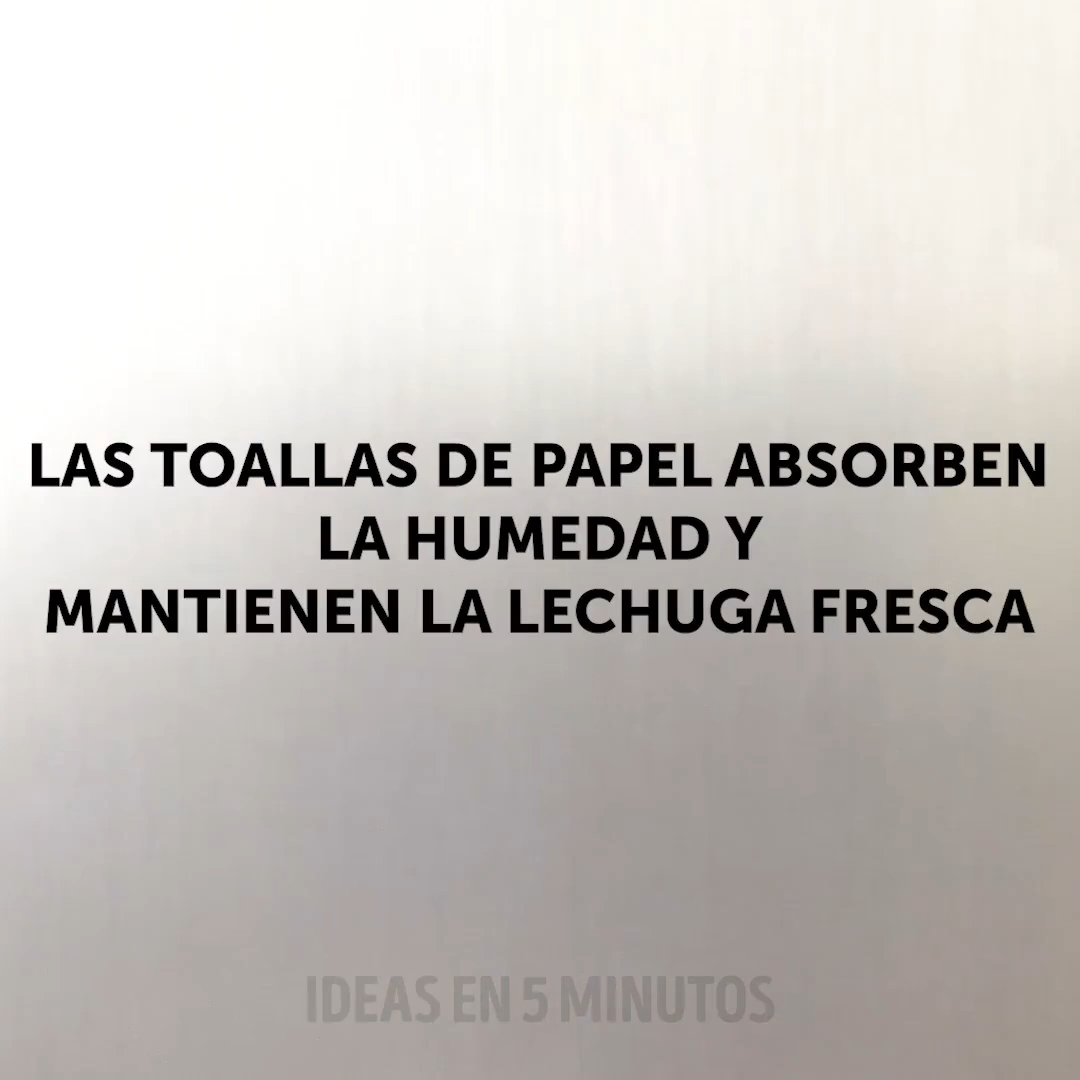 LAS TOALLAS DE PAPEL ABSORBEN
LA HUMEDAD Y
MANTIENEN LA LECHUGA FRESCA
IDEAS EN 5 MINUTOS